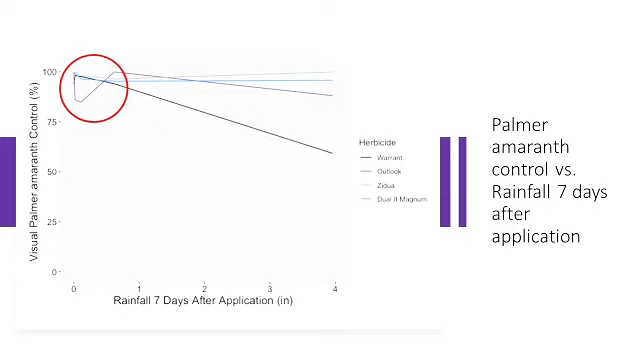 Visual Palmer amaranth Control (%)
100
75
50
25
0
0 1 2 3 4
Rainfall 7 Days After Application (in)
Herbicide
Warrant
Outlook
Zidua
Dual II Magnum
Palmer
amaranth
control vs.
Rainfall 7 days
after
application